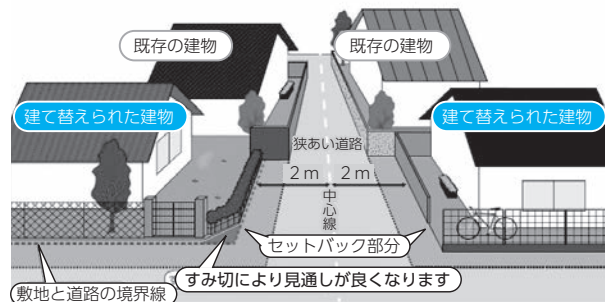 既存の建物
既存の建物
建て替えられた建物
建て替えられた建物
狭あい道路
2m 2m
中心線
セットバック部分
すみ切により見通しが良くなります
敷地と道路の境界線